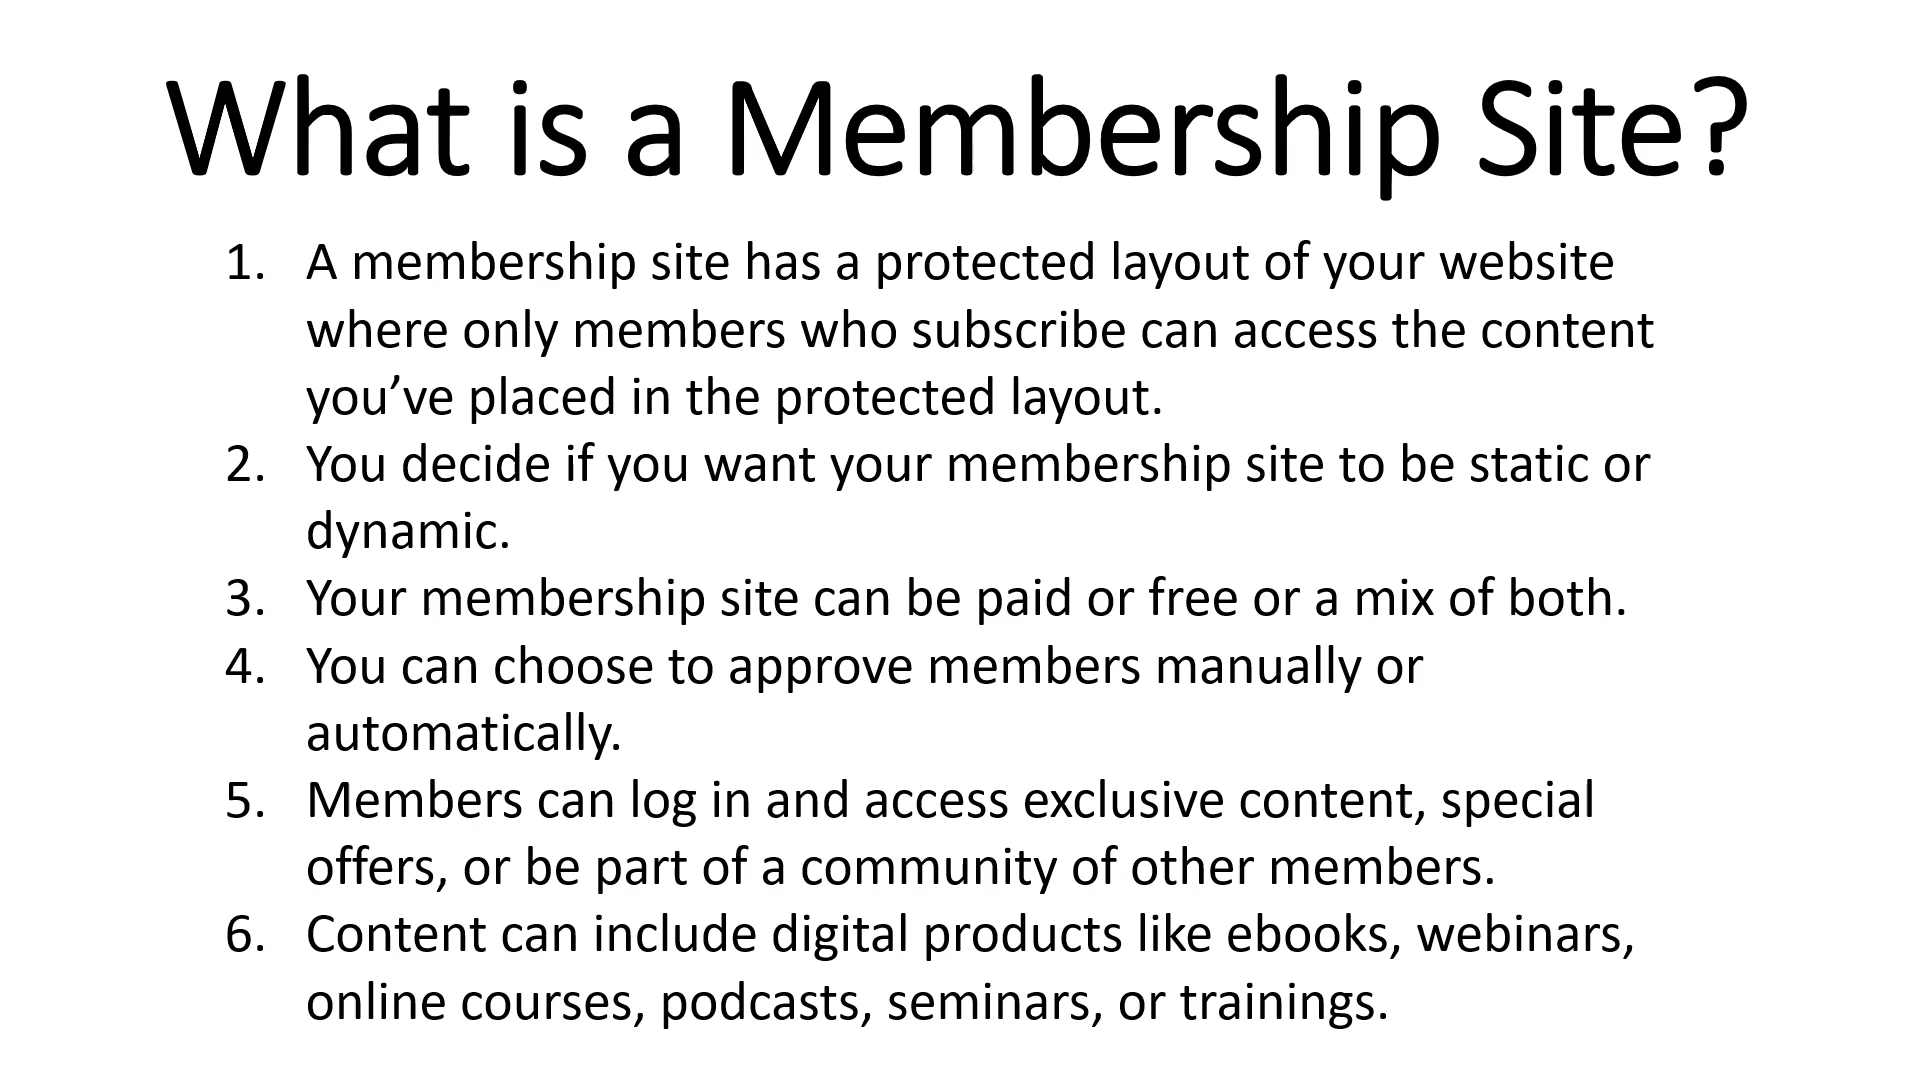 What is a Membership Site?
1. A membership site has a protected layout of your website
where only members who subscribe can access the content
you’ve placed in the protected layout.
2. You decide if you want your membership site to be static or
dynamic.
3. Your membership site can be paid or free or a mix of both.
4. You can choose to approve members manually or
automatically.
5. Members can log in and access exclusive content, special
offers, or be part of a community of other members.
6. Content can include digital products like ebooks, webinars,
online courses, podcasts, seminars, or trainings.